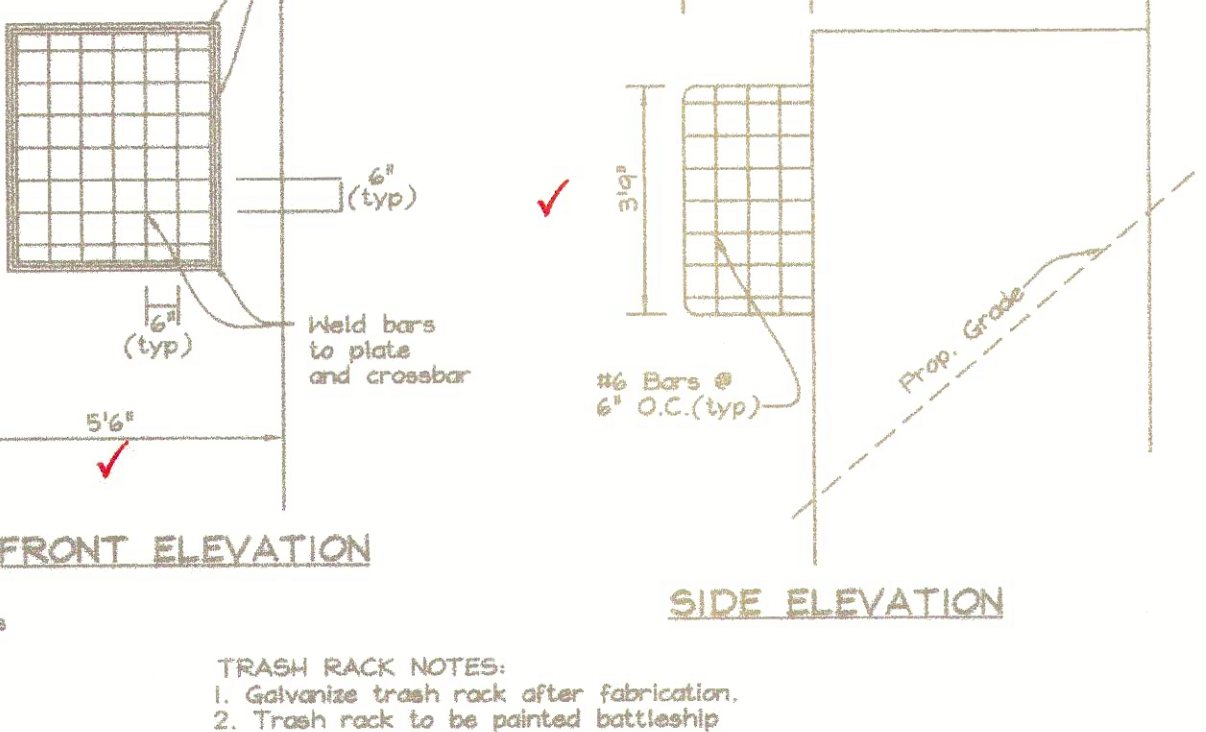 6"
(typ)
6"
(typ)
Weld bars
to plate
and crossbar
5'6"
FRONT ELEVATION
3'9"
#6 Bars @
6" O.C.(typ)
Prop. Grade
SIDE ELEVATION
TRASH RACK NOTES:
1. Galvanize trash rack after fabrication.
2. Trash rack to be painted battleship